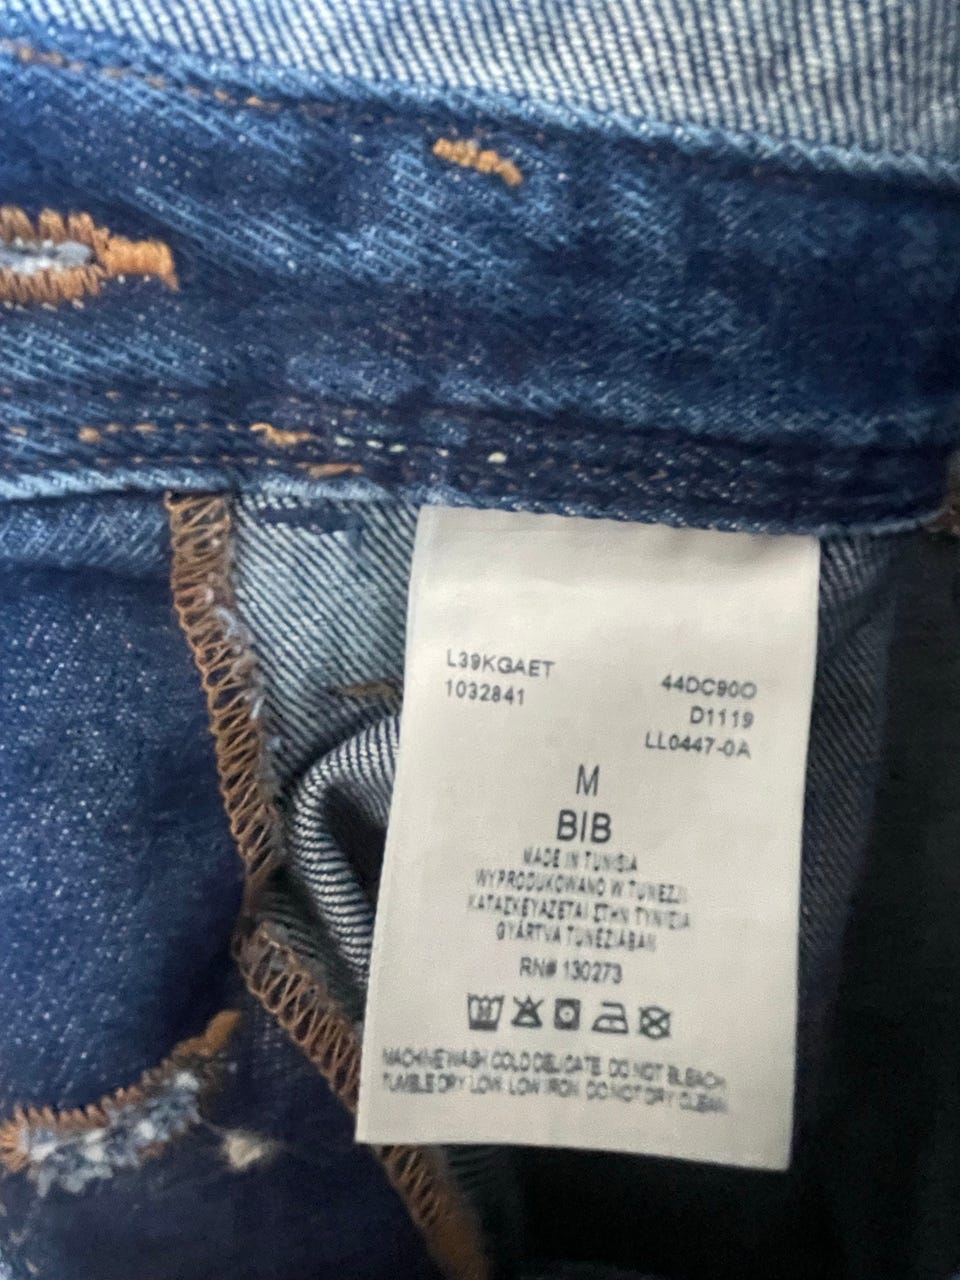 L39KGAET
1032841
44DC90O
D1119
LL0447-0A
M
BIB
MADE IN TUNISIA
WYPRODUKOWANO W TUNEZJI
ΚΑΤΑΣΚΕΥΑΖΕΤΑΙ ΣΤΗΝ ΤΥΝΙΣΙΑ
GYÁRTVA TUNÉZIÁBAN
RN# 130273
MACHINE WASH COLD DELICATE. DO NOT BLEACH.
TUMBLE DRY LOW. LOW IRON. DO NOT DRY CLEAN.